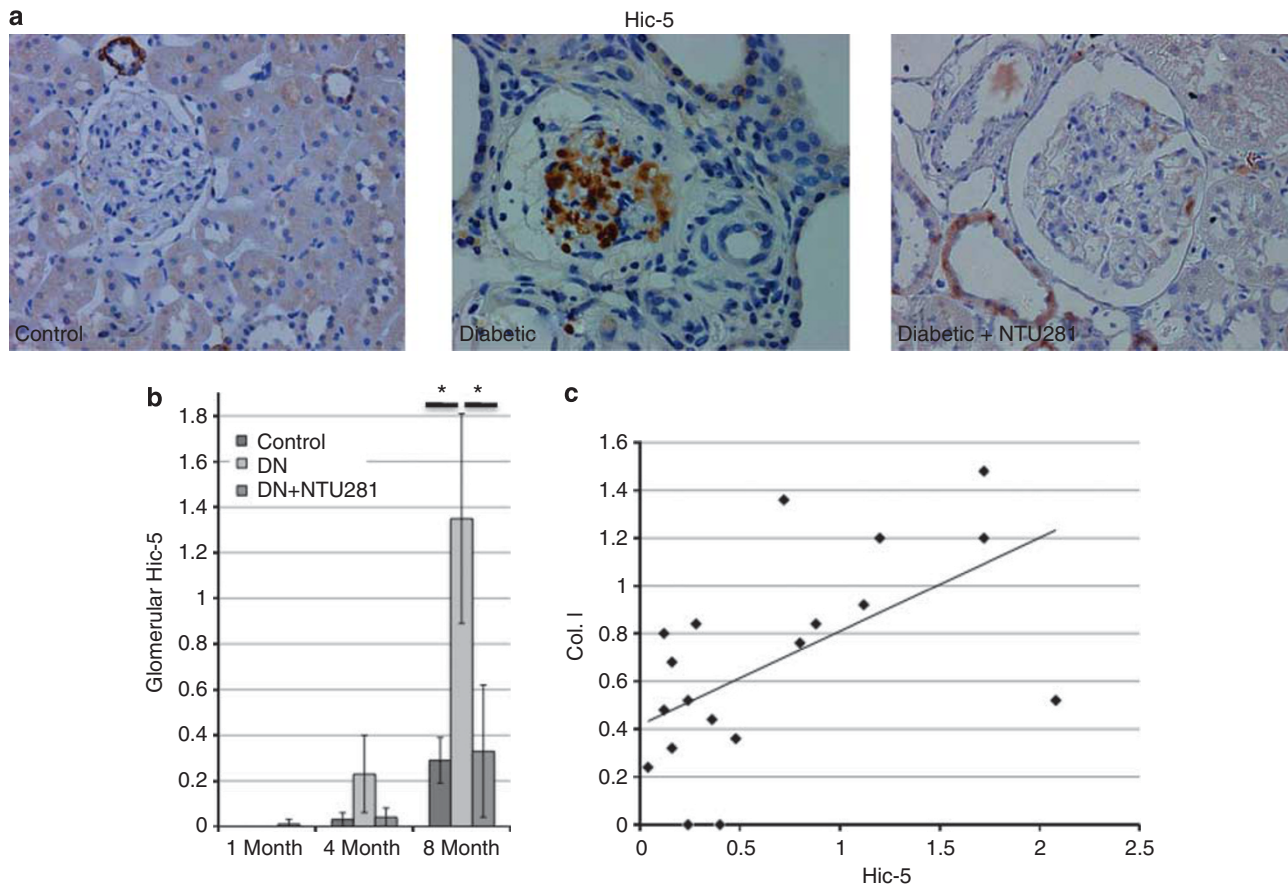 a
Hic-5
Control
Diabetic
Diabetic + NTU281
b
* *
Glomerular Hic-5
1.8
1.6
1.4
1.2
1
0.8
0.6
0.4
0.2
0
Control
DN
DN+NTU281
1 Month 4 Month 8 Month
c
Col. I
1.6
1.4
1.2
1
0.8
0.6
0.4
0.2
0
0 0.5 1 1.5 2 2.5
Hic-5